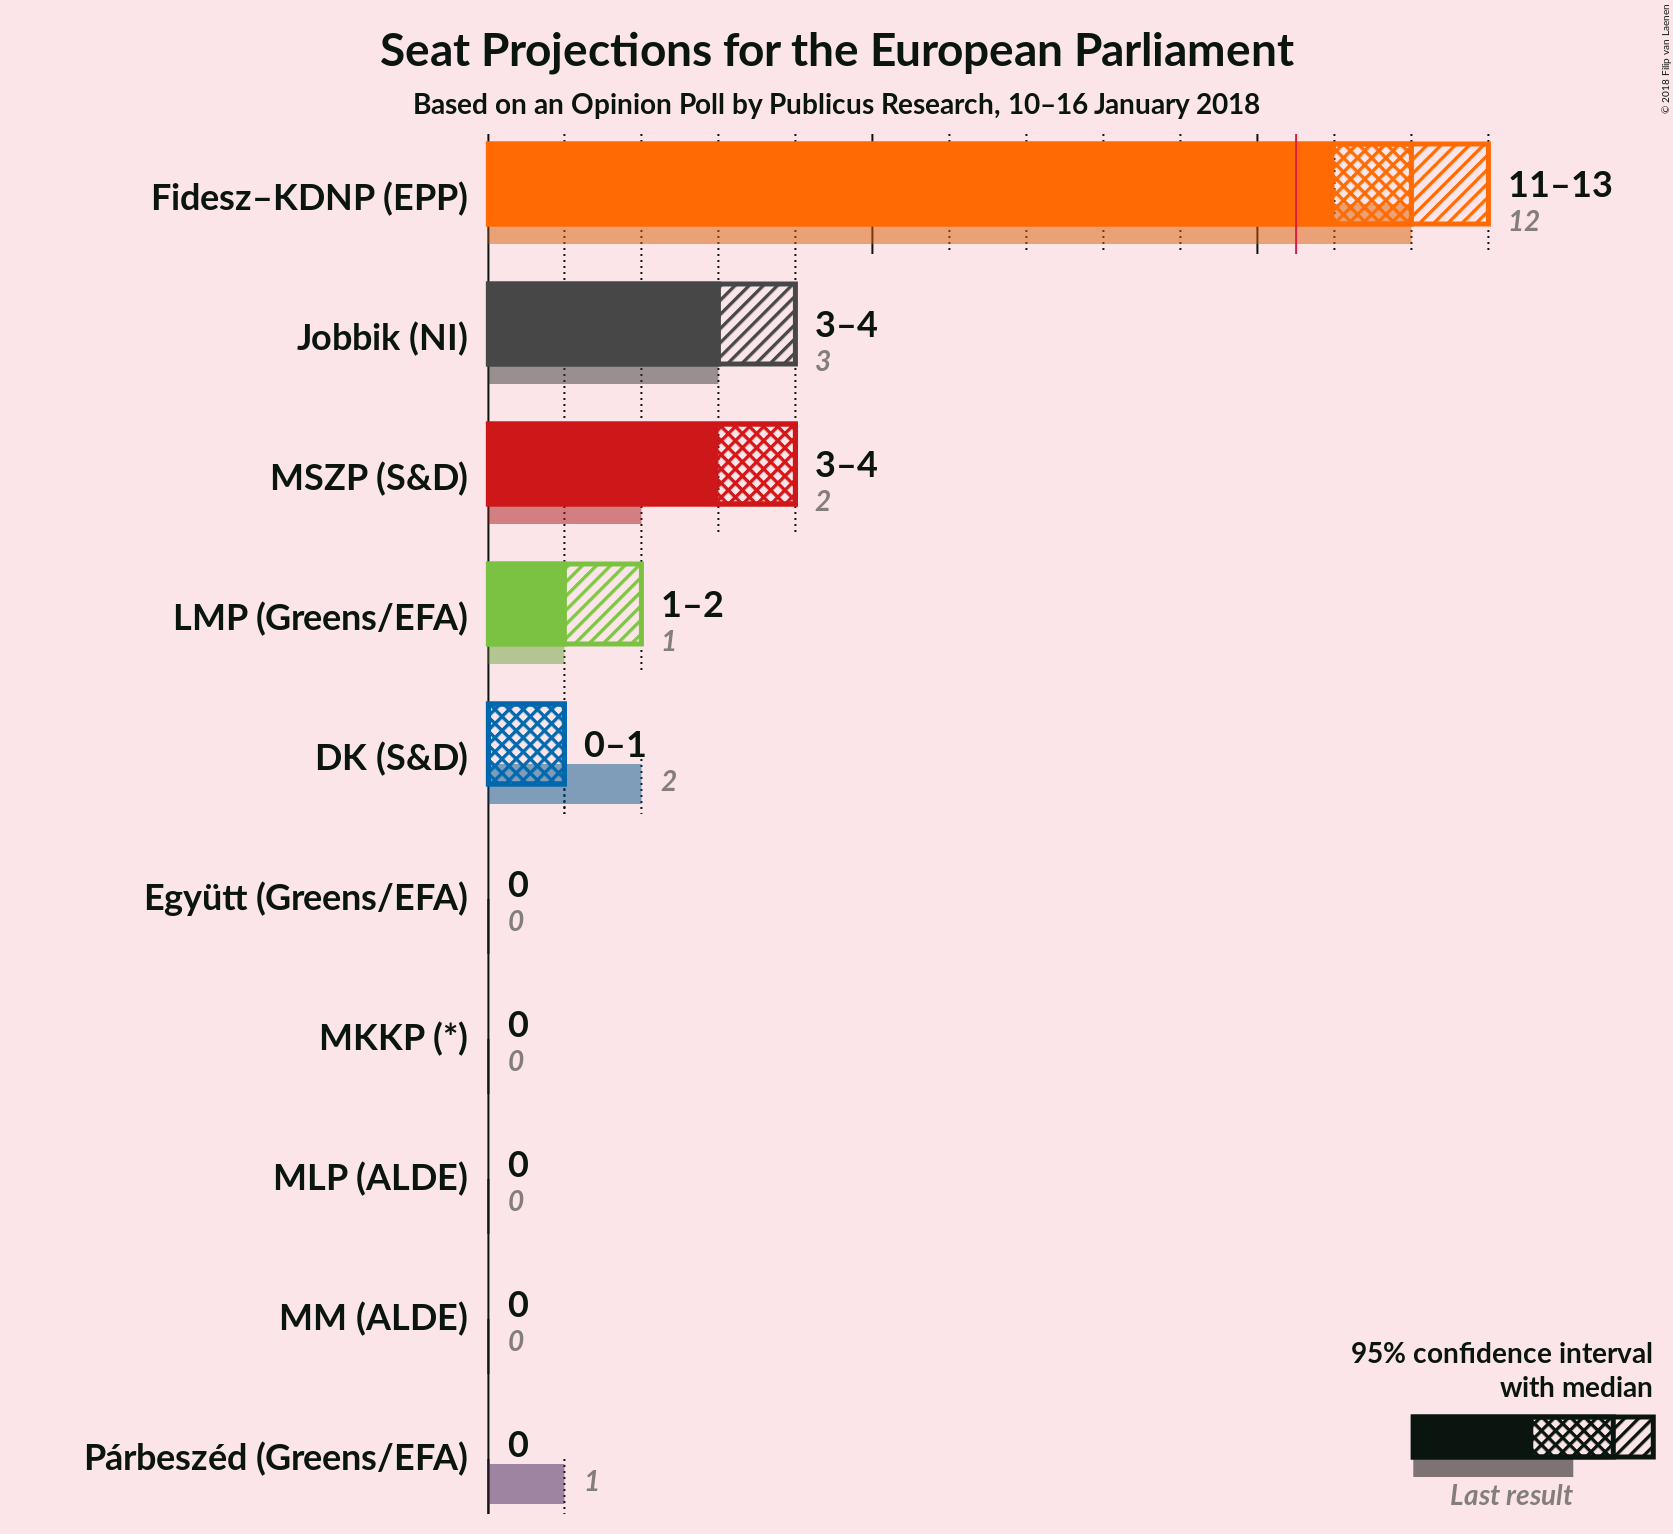 Seat Projections for the European Parliament
Based on an Opinion Poll by Publicus Research, 10–16 January 2018
© 2018 Filip van Laenen
Fidesz–KDNP (EPP)
11–13
12
Jobbik (NI)
3–4
3
MSZP (S&D)
3–4
2
LMP (Greens/EFA)
1–2
1
DK (S&D)
0–1
2
Együtt (Greens/EFA)
0
0
MKKP (*)
0
0
MLP (ALDE)
0
0
MM (ALDE)
0
0
Párbeszéd (Greens/EFA)
0
1
95% confidence interval
with median
Last result